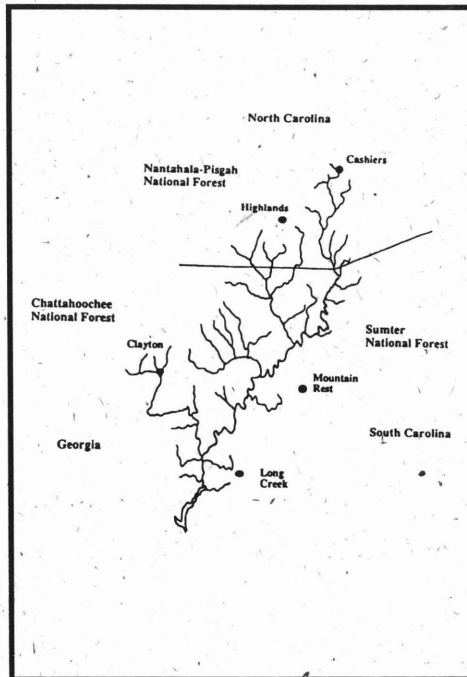 North Carolina
Cashiers
Nantahala-Pisgah
National Forest
Highlands
Chattahoochee
National Forest
Sumter
National Forest
Clayton
Mountain
Rest
South Carolina
Georgia
Long
Creek